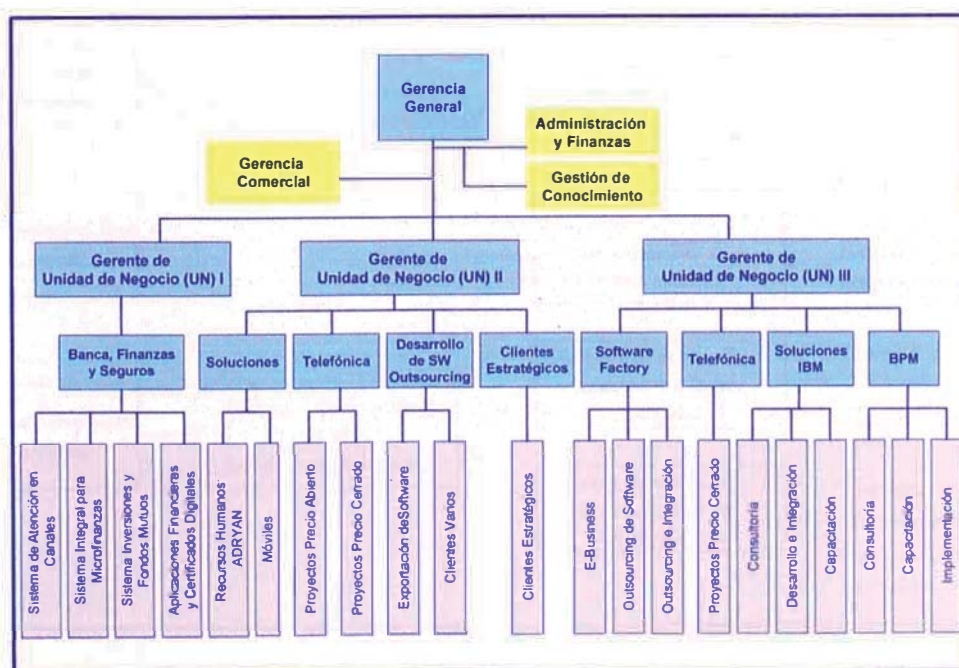 Gerencia
General
Administración
y Finanzas
Gerencia
Comercial
Gestión de
Conocimiento
Gerente de
Unidad de Negocio (UN) I
Gerente de
Unidad de Negocio (UN) II
Gerente de
Unidad de Negocio (UN) III
Banca, Finanzas
y Seguros
Soluciones
Telefónica
Desarrollo
de SW
Outsourcing
Clientes
Estratégicos
Software
Factory
Telefónica
Soluciones
IBM
BPM
Sistema de Atención en
Canales
Sistema Integral para
Microfinanzas
Sistema Inversiones y
Fondos Mutuos
Aplicaciones Financieras
y Certificados Digitales
Recursos Humanos
ADRYAN
Móviles
Proyectos Precio Abierto
Proyectos Precio Cerrado
Exportación deSoftware
Clientes Varios
Clientes Estratégicos
E-Business
Outsourcing de Software
Outsourcing e Integración
Proyectos Precio Cerrado
Consultoría
Desarrollo e Integración
Capacitación
Consultoría
Capacitación
Implementación